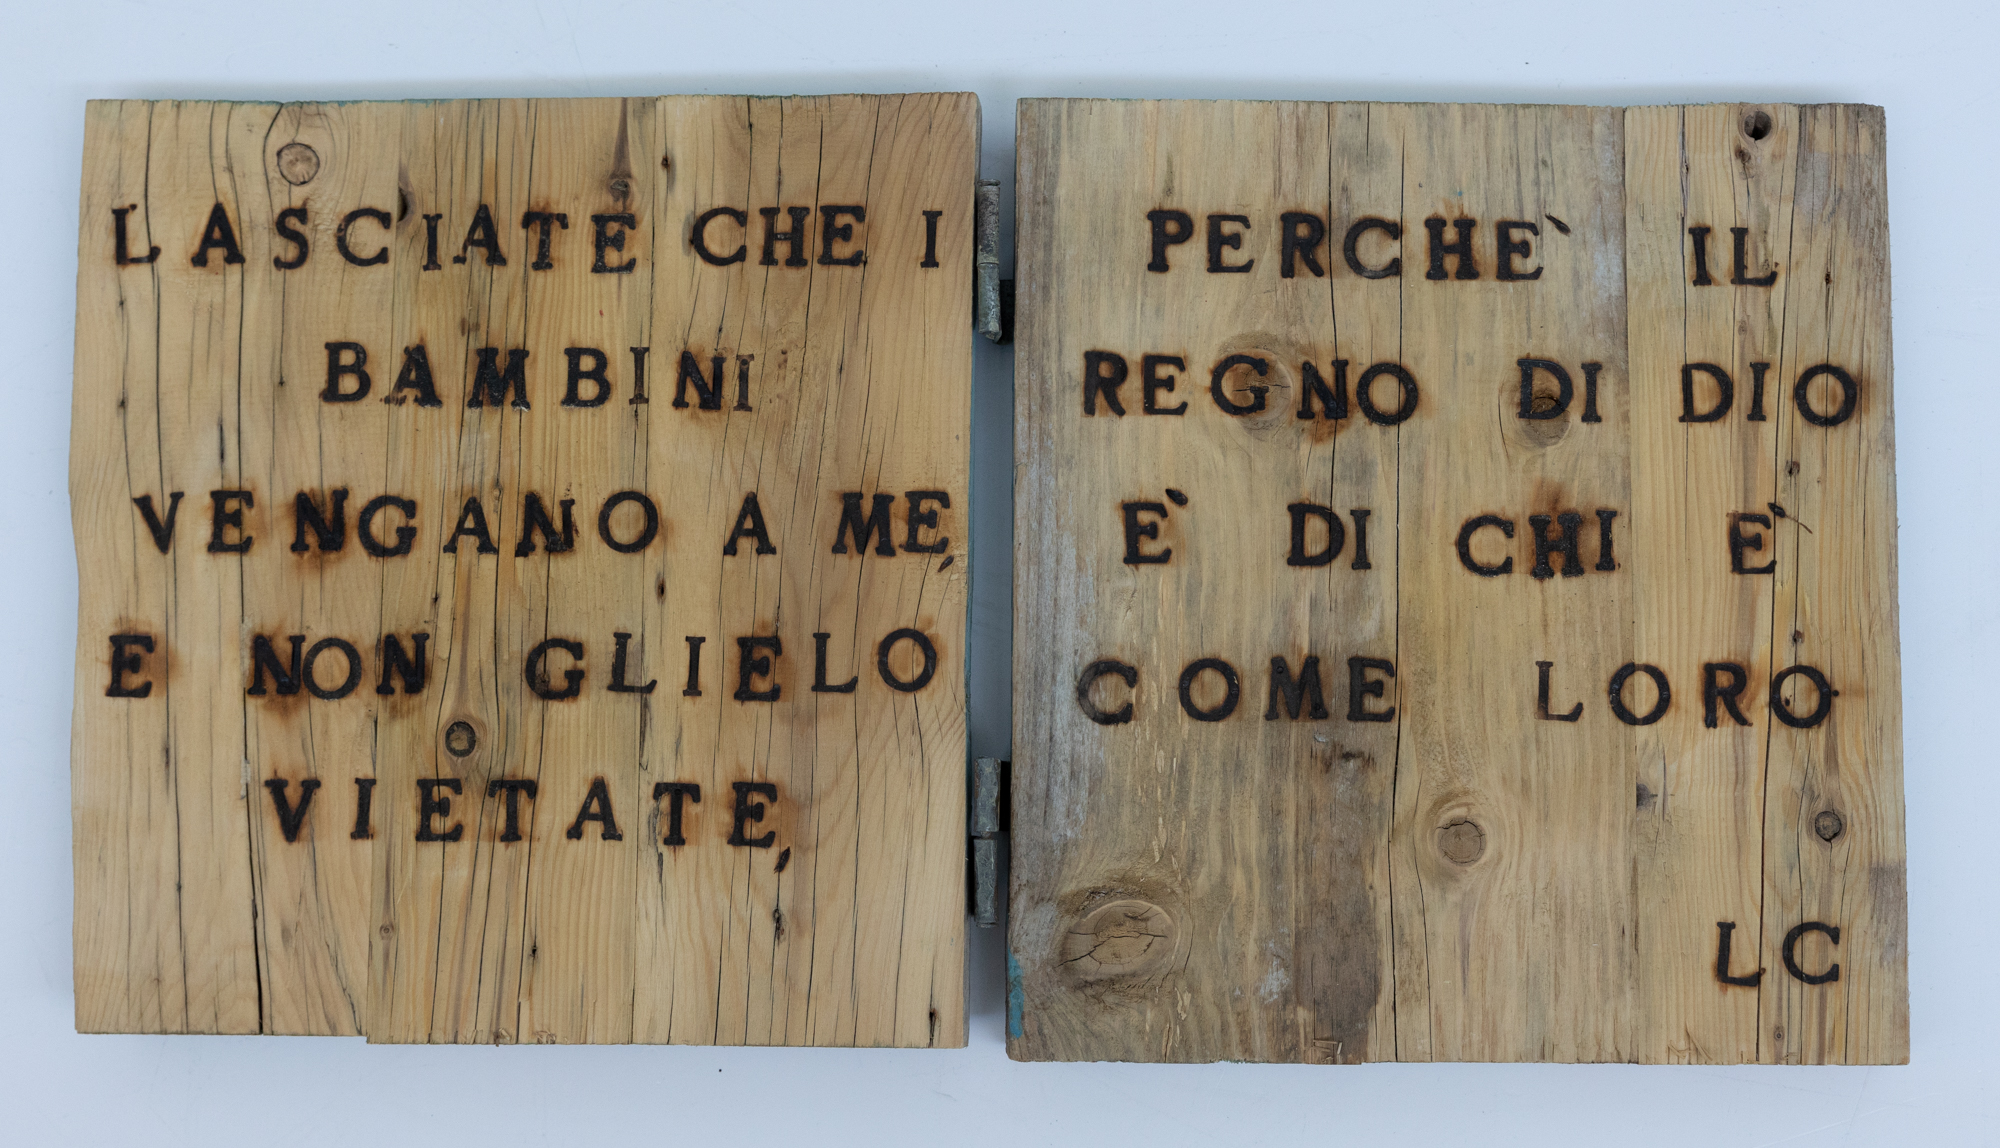 LASCIATE CHE I
BAMBINI
VENGANO A ME,
E NON GLIELO
VIETATE,
PERCHE` IL
REGNO DI DIO
E` DI CHI E`
COME LORO
LC